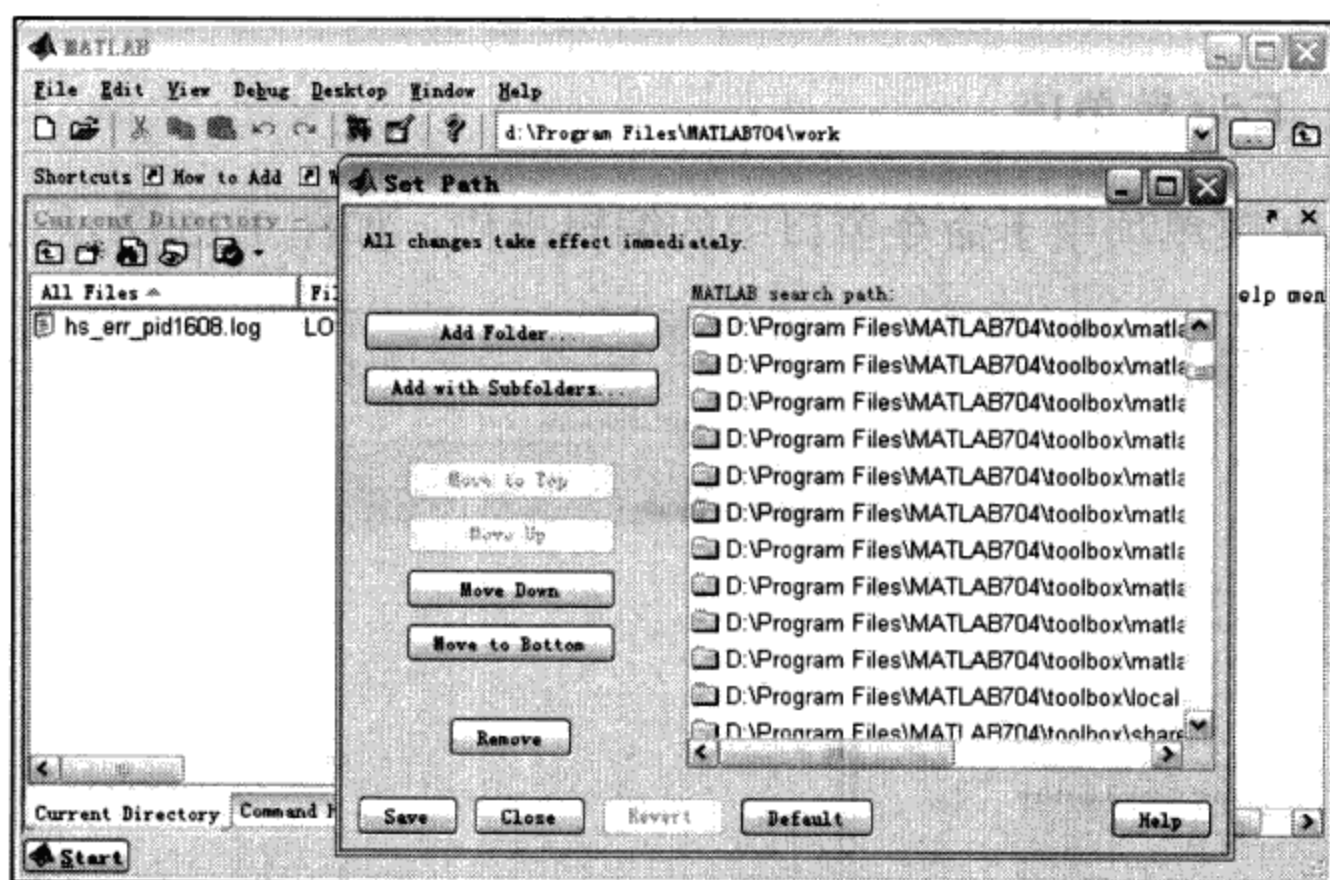 MATLAB
File Edit View Debug Desktop Window Help
d:\Program Files\MATLAB704\work
Shortcuts How to Add
Set Path
Current Directory -
All changes take effect immediately.
All Files
MATLAB search path:
elp men
hs_err_pid1608.log LO
Add Folder...
Add with Subfolders...
Move to Top
Move Up
Move Down
Move to Bottom
Remove
D:\Program Files\MATLAB704\toolbox\matla
D:\Program Files\MATLAB704\toolbox\matla
D:\Program Files\MATLAB704\toolbox\matla
D:\Program Files\MATLAB704\toolbox\matla
D:\Program Files\MATLAB704\toolbox\matla
D:\Program Files\MATLAB704\toolbox\matla
D:\Program Files\MATLAB704\toolbox\matla
D:\Program Files\MATLAB704\toolbox\matla
D:\Program Files\MATLAB704\toolbox\matla
D:\Program Files\MATLAB704\toolbox\matla
D:\Program Files\MATLAB704\toolbox\local
D:\Program Files\MATLAB704\toolbox\share
Current Directory Command H
Save Close Revert Default Help
Start